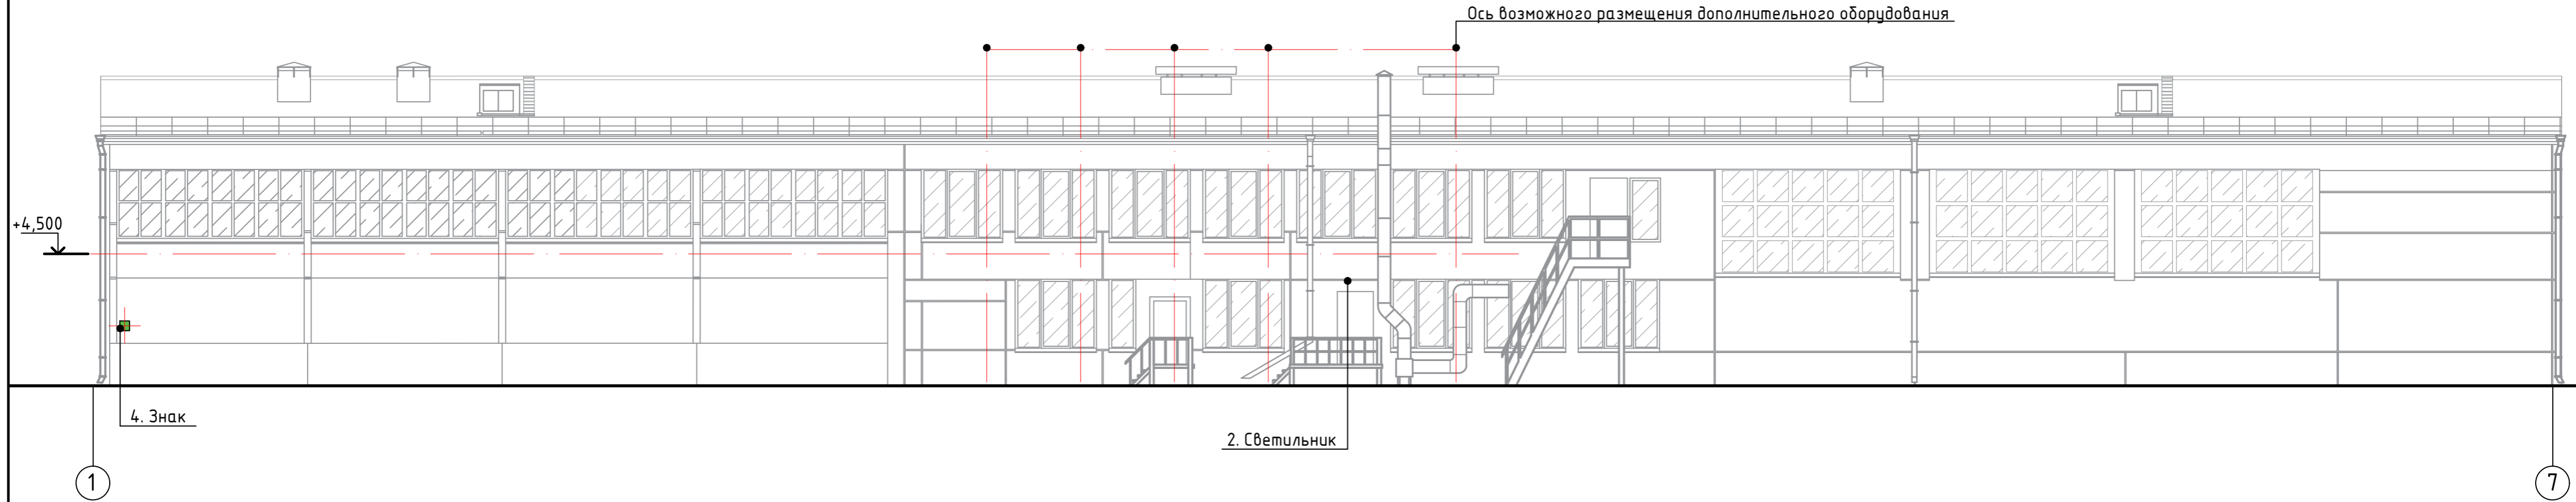 Ось возможного размещения дополнительного оборудования
+4,500
4. Знак
2. Светильник
1
7